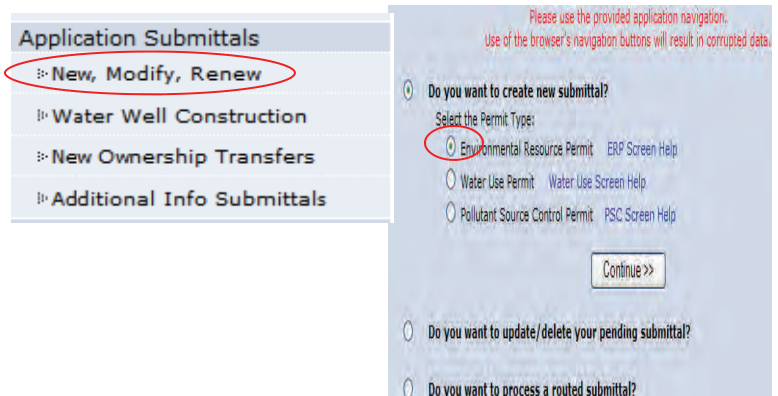 Application Submittals
New, Modify, Renew
Water Well Construction
New Ownership Transfers
Additional Info Submittals
Please use the provided application navigation.
Use of the browser's navigation buttons will result in corrupted data.
Do you want to create new submittal?
Select the Permit Type:
Environmental Resource Permit ERP Screen Help
Water Use Permit Water Use Screen Help
Pollutant Source Control Permit PSC Screen Help
Continue >>
Do you want to update/delete your pending submittal?
Do you want to process a routed submittal?